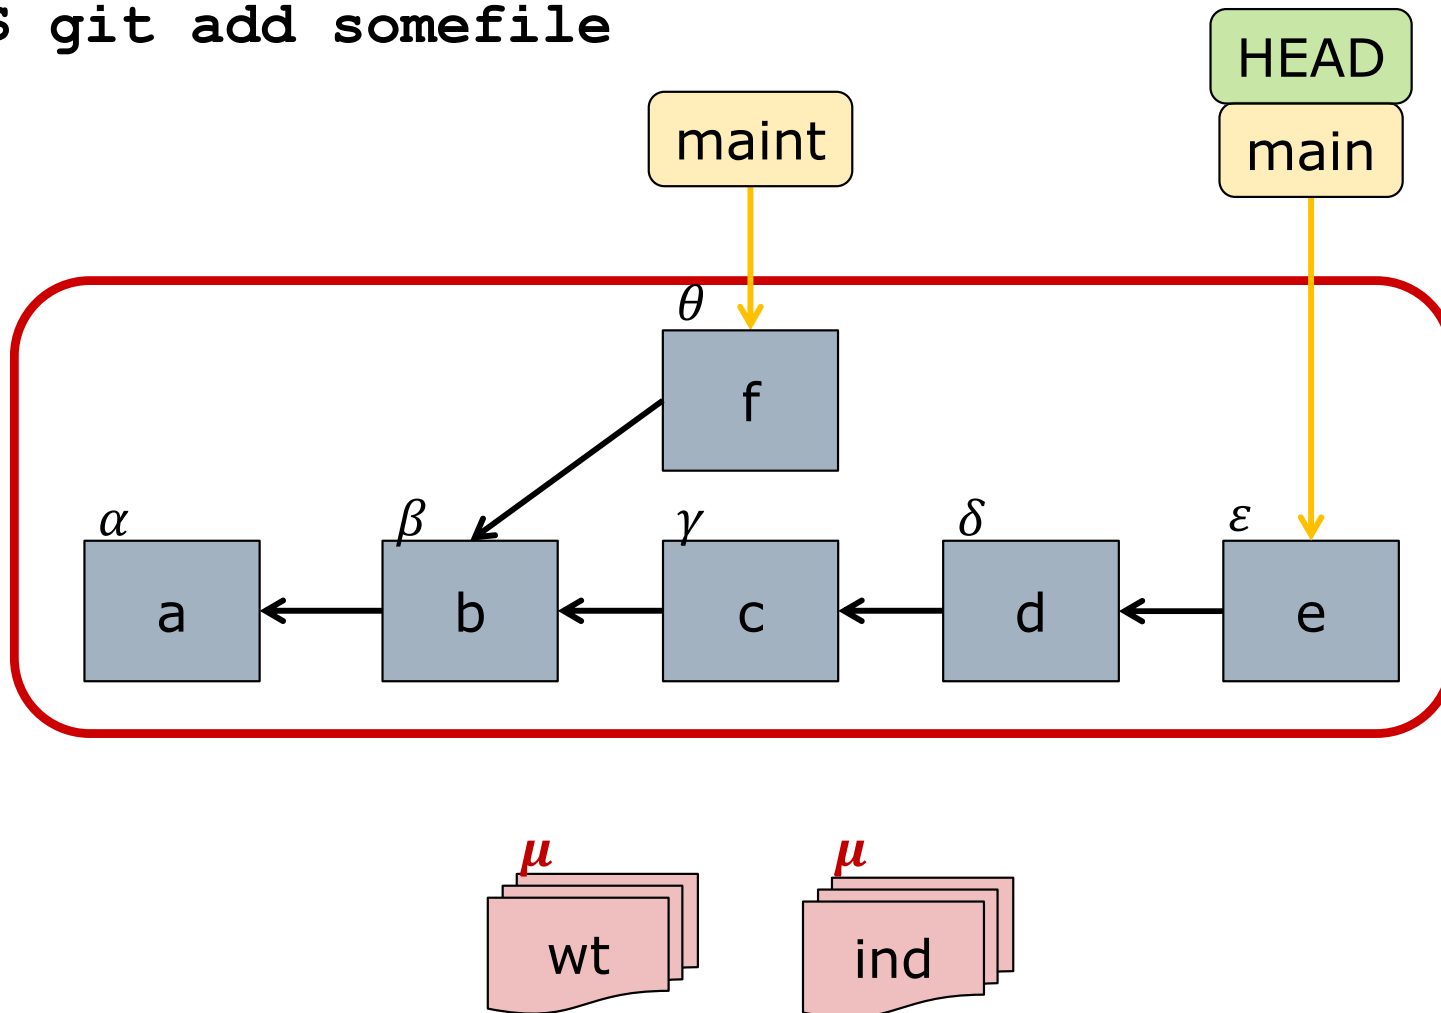 $ git add somefile
HEAD
maint
main
θ
f
α
β
γ
δ
ε
a
b
c
d
e
μ
μ
wt
ind